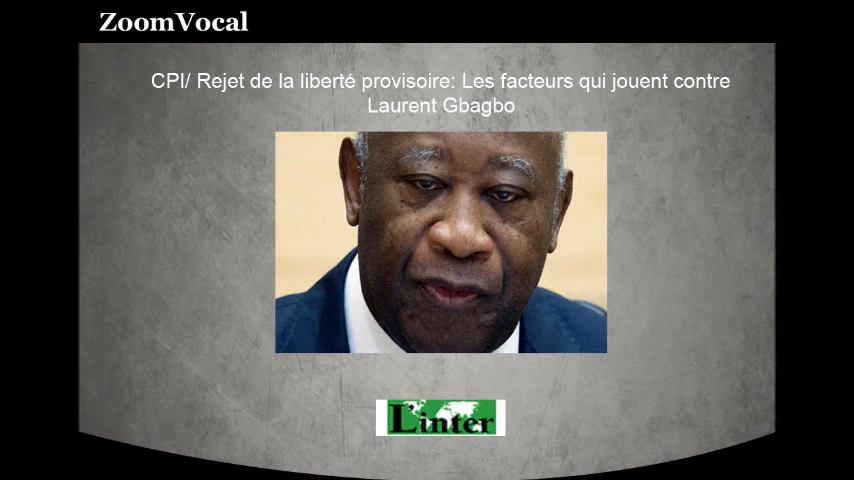 ZoomVocal
CPI/ Rejet de la liberté provisoire: Les facteurs qui jouent contre
Laurent Gbagbo
L'inter